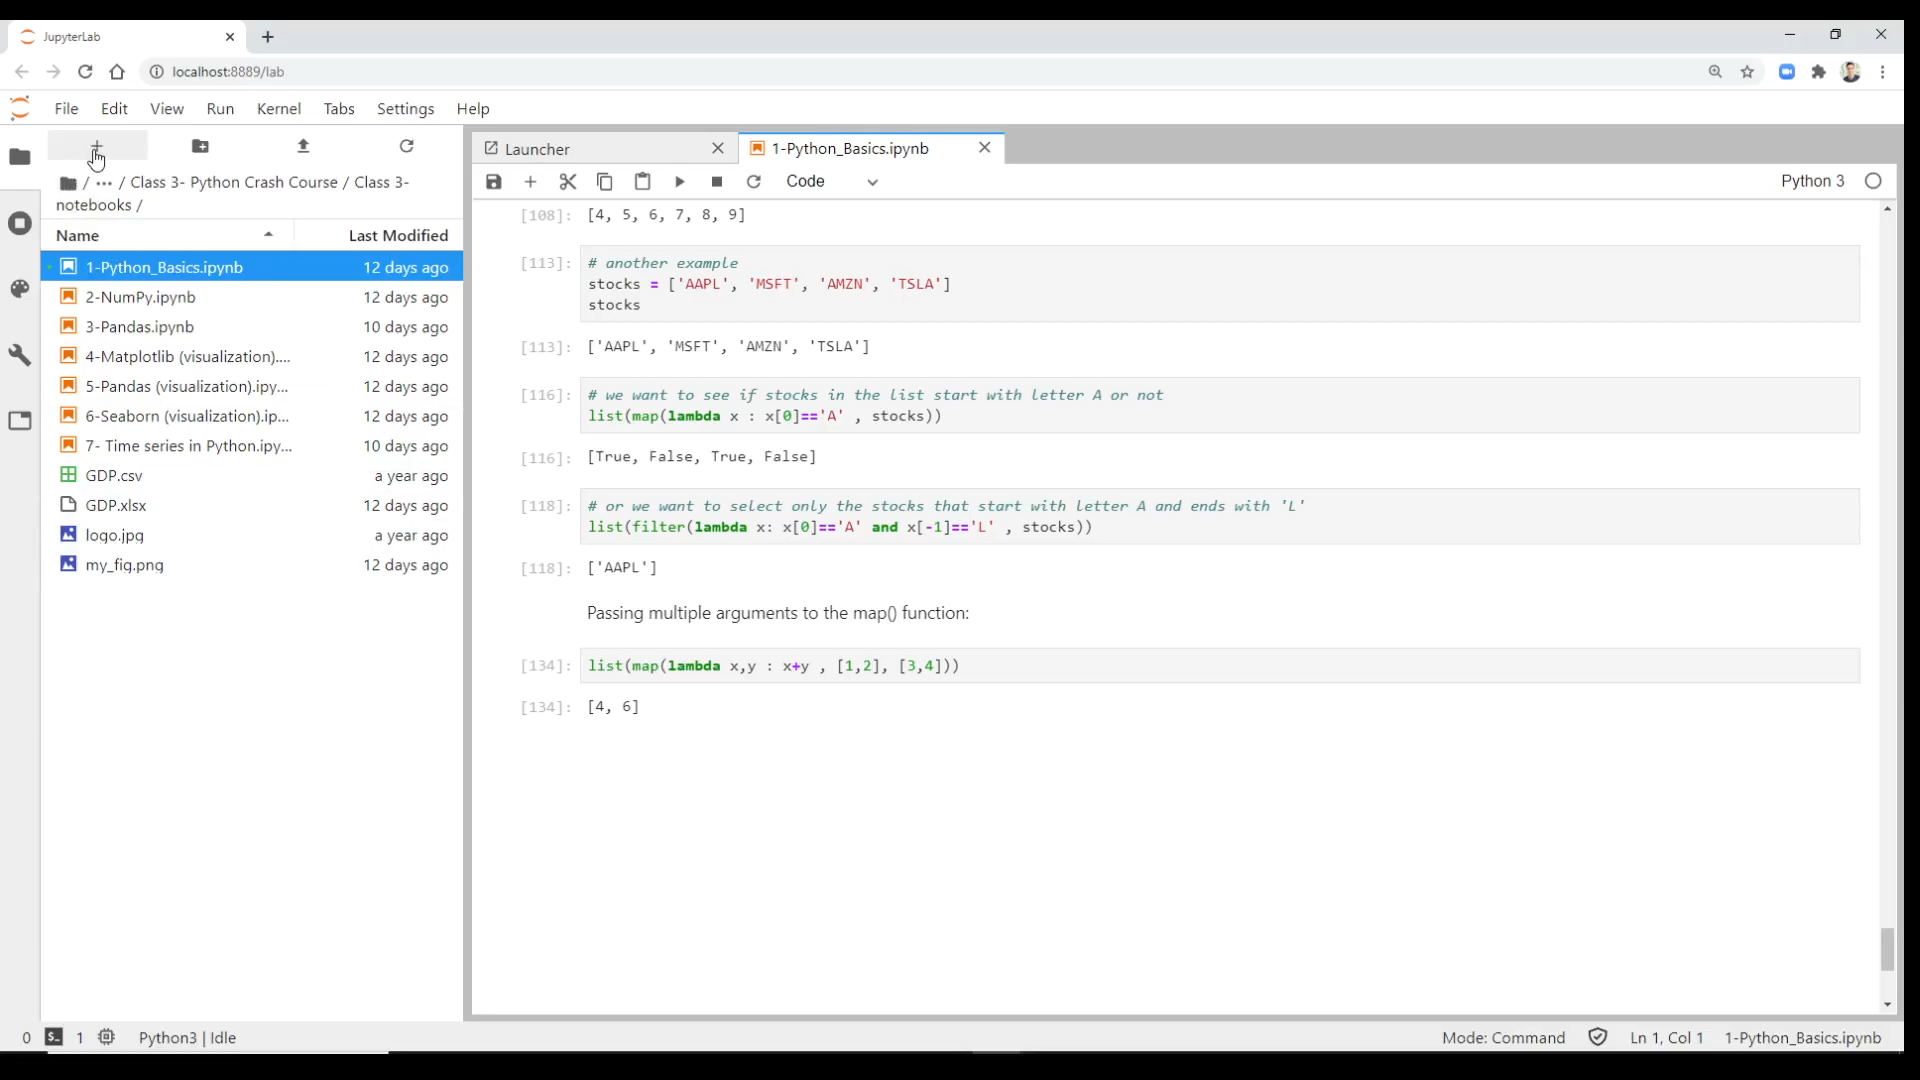 JupyterLab
localhost:8889/lab
File Edit View Run Kernel Tabs Settings Help
/ ··· / Class 3- Python Crash Course / Class 3-
notebooks /
Name Last Modified
1-Python_Basics.ipynb 12 days ago
2-NumPy.ipynb 12 days ago
3-Pandas.ipynb 10 days ago
4-Matplotlib (visualization).... 12 days ago
5-Pandas (visualization).ipy... 12 days ago
6-Seaborn (visualization).ip... 12 days ago
7- Time series in Python.ipy... 10 days ago
GDP.csv a year ago
GDP.xlsx 12 days ago
logo.jpg a year ago
my_fig.png 12 days ago
Launcher 1-Python_Basics.ipynb
Code Python 3
[108]: [4, 5, 6, 7, 8, 9]
[113]: # another example
stocks = ['AAPL', 'MSFT', 'AMZN', 'TSLA']
stocks
[113]: ['AAPL', 'MSFT', 'AMZN', 'TSLA']
[116]: # we want to see if stocks in the list start with letter A or not
list(map(lambda x : x[0]=='A' , stocks))
[116]: [True, False, True, False]
[118]: # or we want to select only the stocks that start with letter A and ends with 'L'
list(filter(lambda x: x[0]=='A' and x[-1]=='L' , stocks))
[118]: ['AAPL']
Passing multiple arguments to the map() function:
[134]: list(map(lambda x,y : x+y , [1,2], [3,4]))
[134]: [4, 6]
0 1 Python3 | Idle Mode: Command Ln 1, Col 1 1-Python_Basics.ipynb